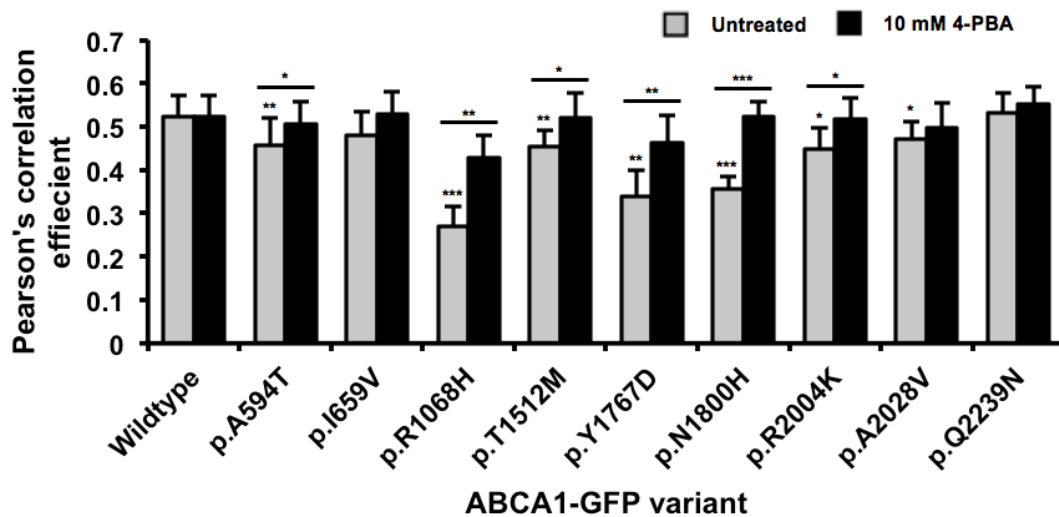 Untreated 10 mM 4-PBA
Pearson's correlation
effiecient
0.7
0.6
0.5
0.4
0.3
0.2
0.1
0
* ** ** *** * ** ** ** *** *** * * *
Wildtype
p.A594T
p.I659V
p.R1068H
p.T1512M
p.Y1767D
p.N1800H
p.R2004K
p.A2028V
p.Q2239N
ABCA1-GFP variant